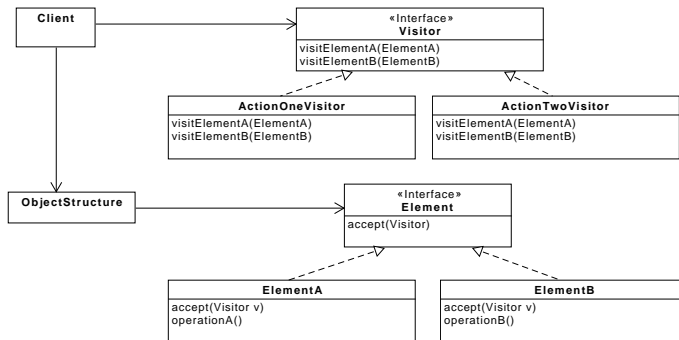 Client
«Interface»
Visitor
visitElementA(ElementA)
visitElementB(ElementB)
ActionOneVisitor
visitElementA(ElementA)
visitElementB(ElementB)
ActionTwoVisitor
visitElementA(ElementA)
visitElementB(ElementB)
ObjectStructure
«Interface»
Element
accept(Visitor)
ElementA
accept(Visitor v)
operationA()
ElementB
accept(Visitor v)
operationB()